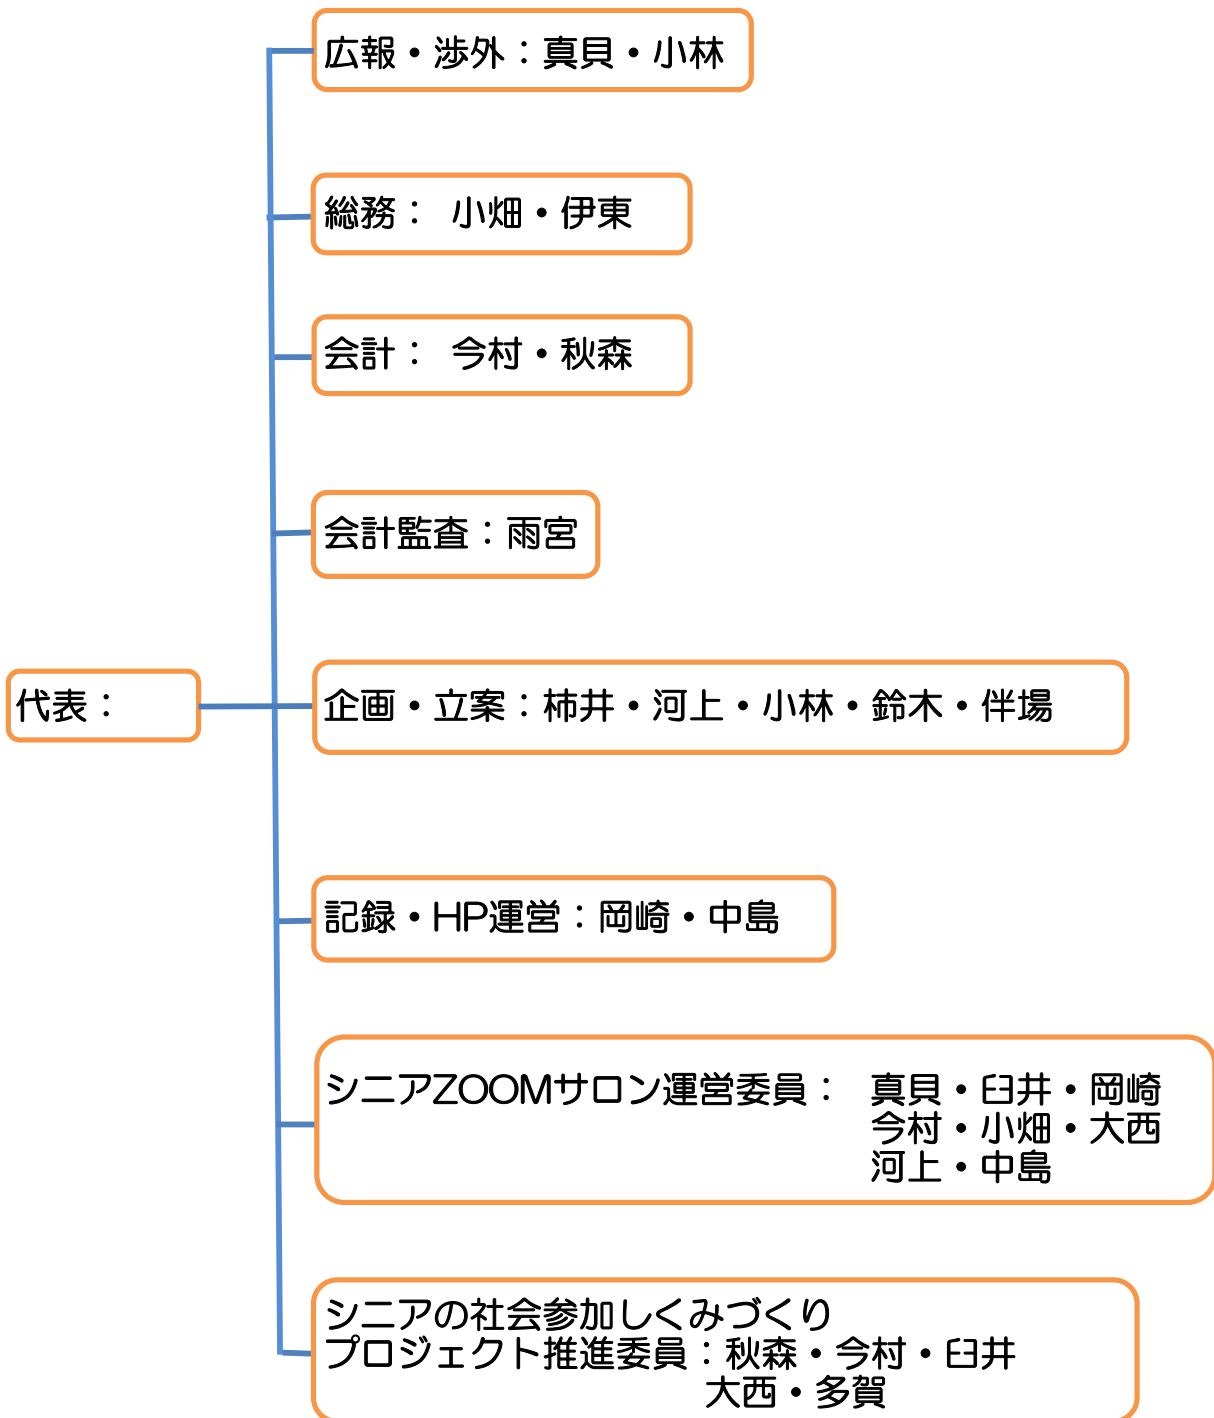 広報・渉外：真貝・小林
総務：　小畑・伊東
会計：　今村・秋森
会計監査：雨宮
代表：
企画・立案：柿井・河上・小林・鈴木・伴場
記録・HP運営：岡崎・中島
シニアZOOMサロン運営委員：　真貝・臼井・岡崎
今村・小畑・大西
河上・中島
シニアの社会参加しくみづくり
プロジェクト推進委員：秋森・今村・臼井
大西・多賀